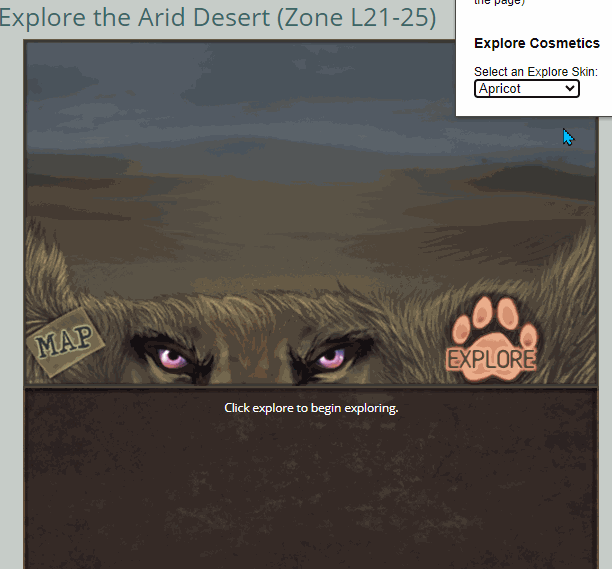 the page)
Explore the Arid Desert (Zone L21-25)
Explore Cosmetics
Select an Explore Skin:
Apricot
MAP
EXPLORE
Click explore to begin exploring.